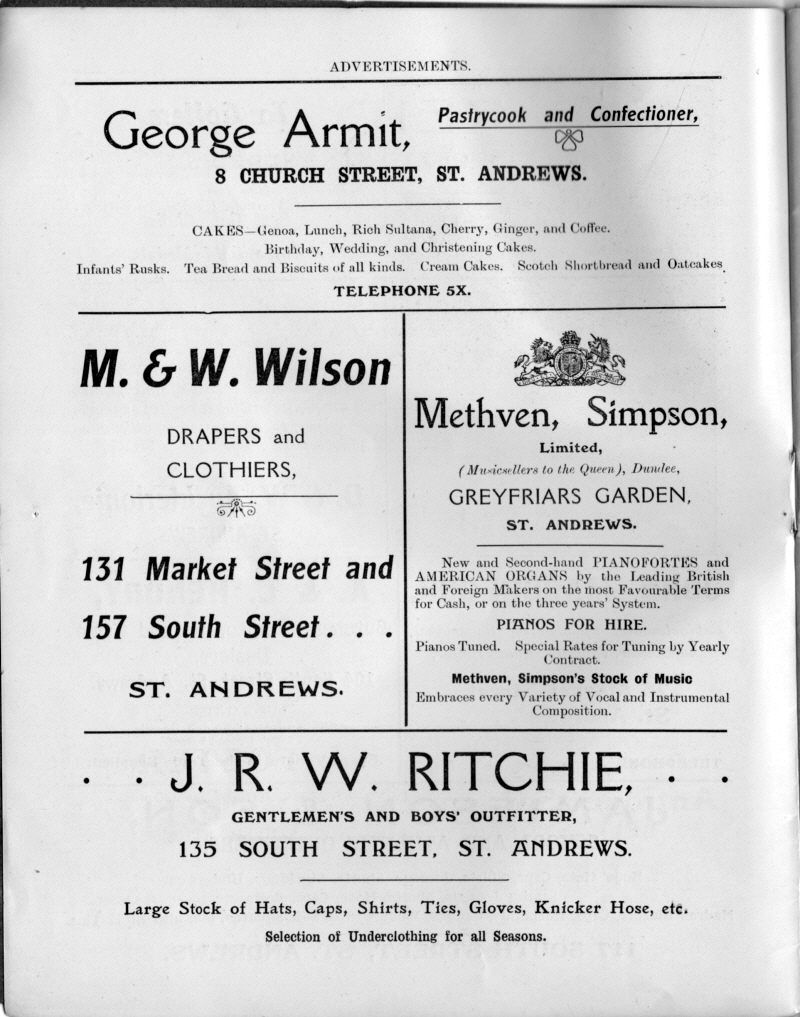 ADVERTISEMENTS.
George Armit, Pastrycook and Confectioner,
8 CHURCH STREET, ST. ANDREWS.
CAKES—Genoa, Lunch, Rich Sultana, Cherry, Ginger, and Coffee.
Birthday, Wedding, and Christening Cakes.
Infants' Rusks. Tea Bread and Biscuits of all kinds. Cream Cakes. Scotch Shortbread and Oatcakes.
TELEPHONE 5X.
M. & W. Wilson
DRAPERS and
CLOTHIERS,
131 Market Street and
157 South Street. . .
ST. ANDREWS.
Methven, Simpson,
Limited,
(Musicsellers to the Queen), Dundee,
GREYFRIARS GARDEN,
ST. ANDREWS.
New and Second-hand PIANOFORTES and
AMERICAN ORGANS by the Leading British
and Foreign Makers on the most Favourable Terms
for Cash, or on the three years' System.
PIANOS FOR HIRE.
Pianos Tuned. Special Rates for Tuning by Yearly
Contract.
Methven, Simpson's Stock of Music
Embraces every Variety of Vocal and Instrumental
Composition.
. . J. R. W. RITCHIE, . .
GENTLEMEN'S AND BOYS' OUTFITTER,
135 SOUTH STREET, ST. ANDREWS.
Large Stock of Hats, Caps, Shirts, Ties, Gloves, Knicker Hose, etc.
Selection of Underclothing for all Seasons.